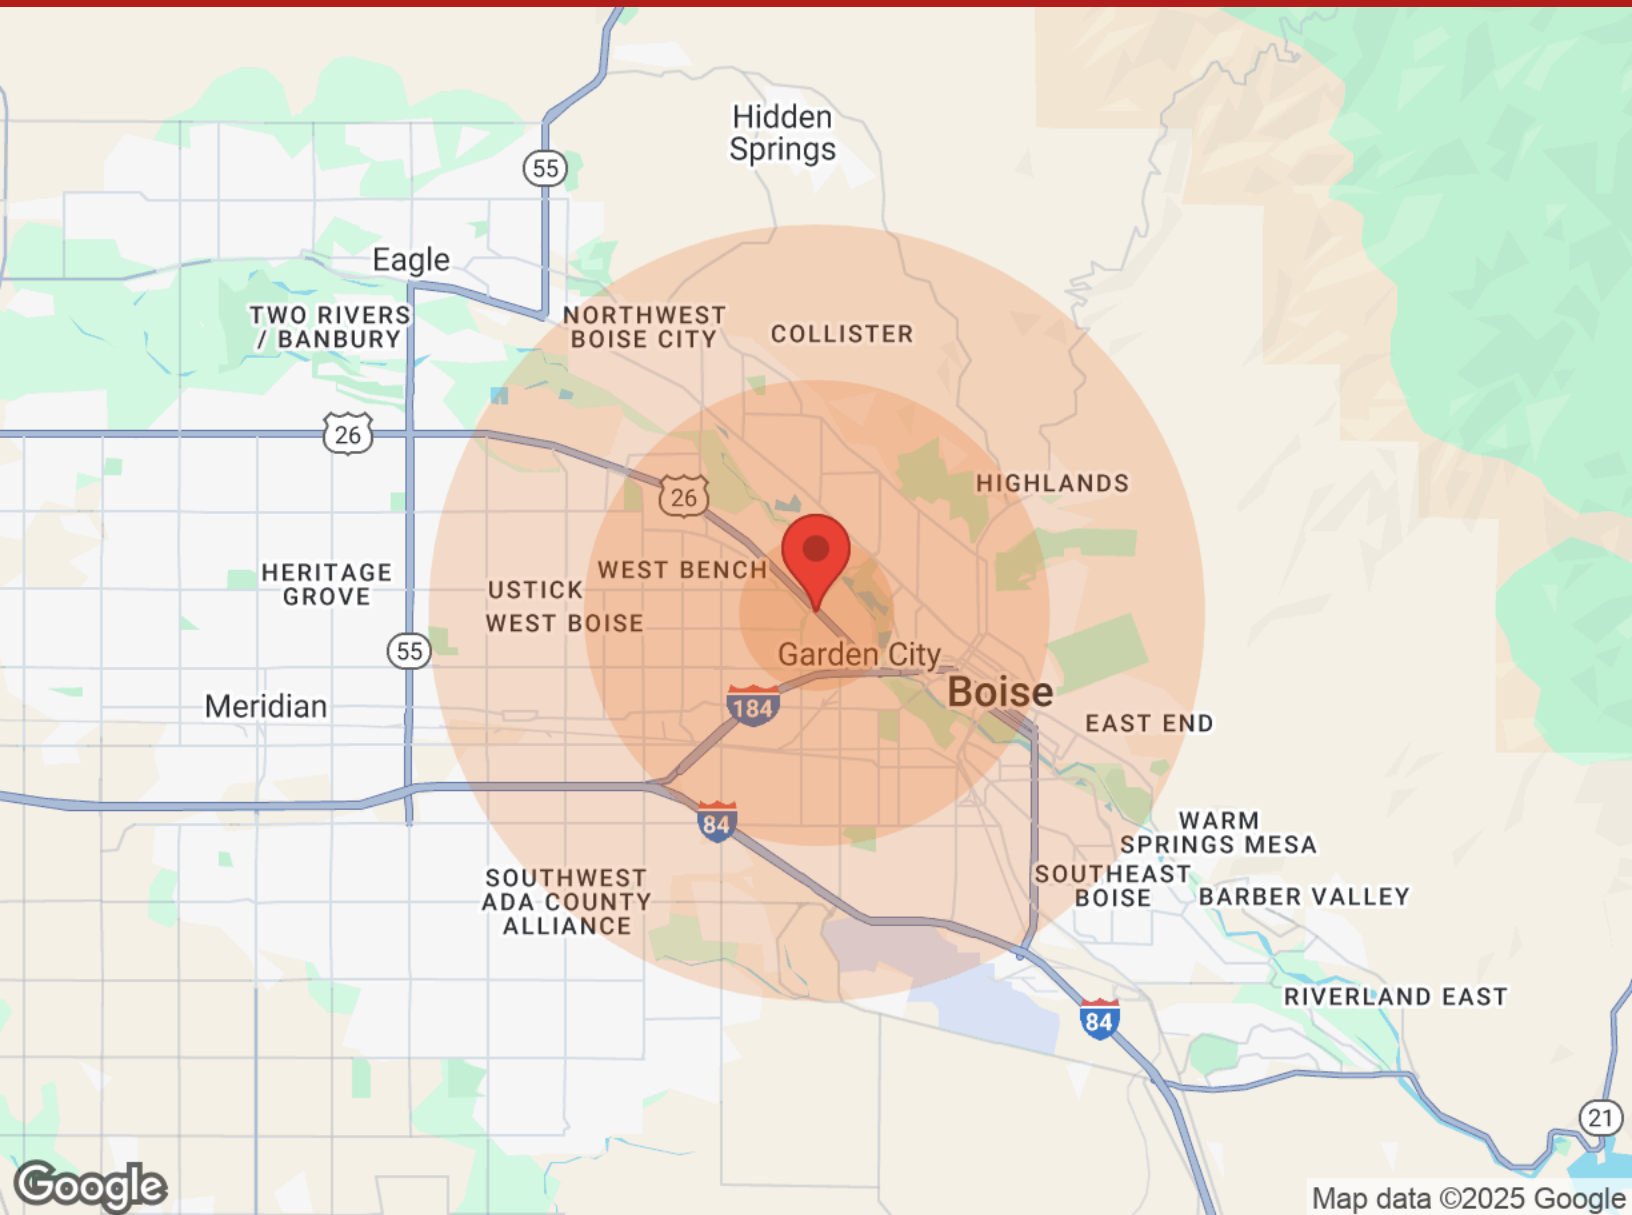 Hidden
Springs
55
Eagle
TWO RIVERS
/ BANBURY
NORTHWEST
BOISE CITY
COLLISTER
26
26
HIGHLANDS
HERITAGE
GROVE
USTICK
WEST BENCH
WEST BOISE
55
Garden City
Meridian
184
Boise
EAST END
84
WARM
SPRINGS MESA
SOUTHWEST
ADA COUNTY
ALLIANCE
SOUTHEAST
BOISE
BARBER VALLEY
RIVERLAND EAST
84
21
Google
Map data ©2025 Google